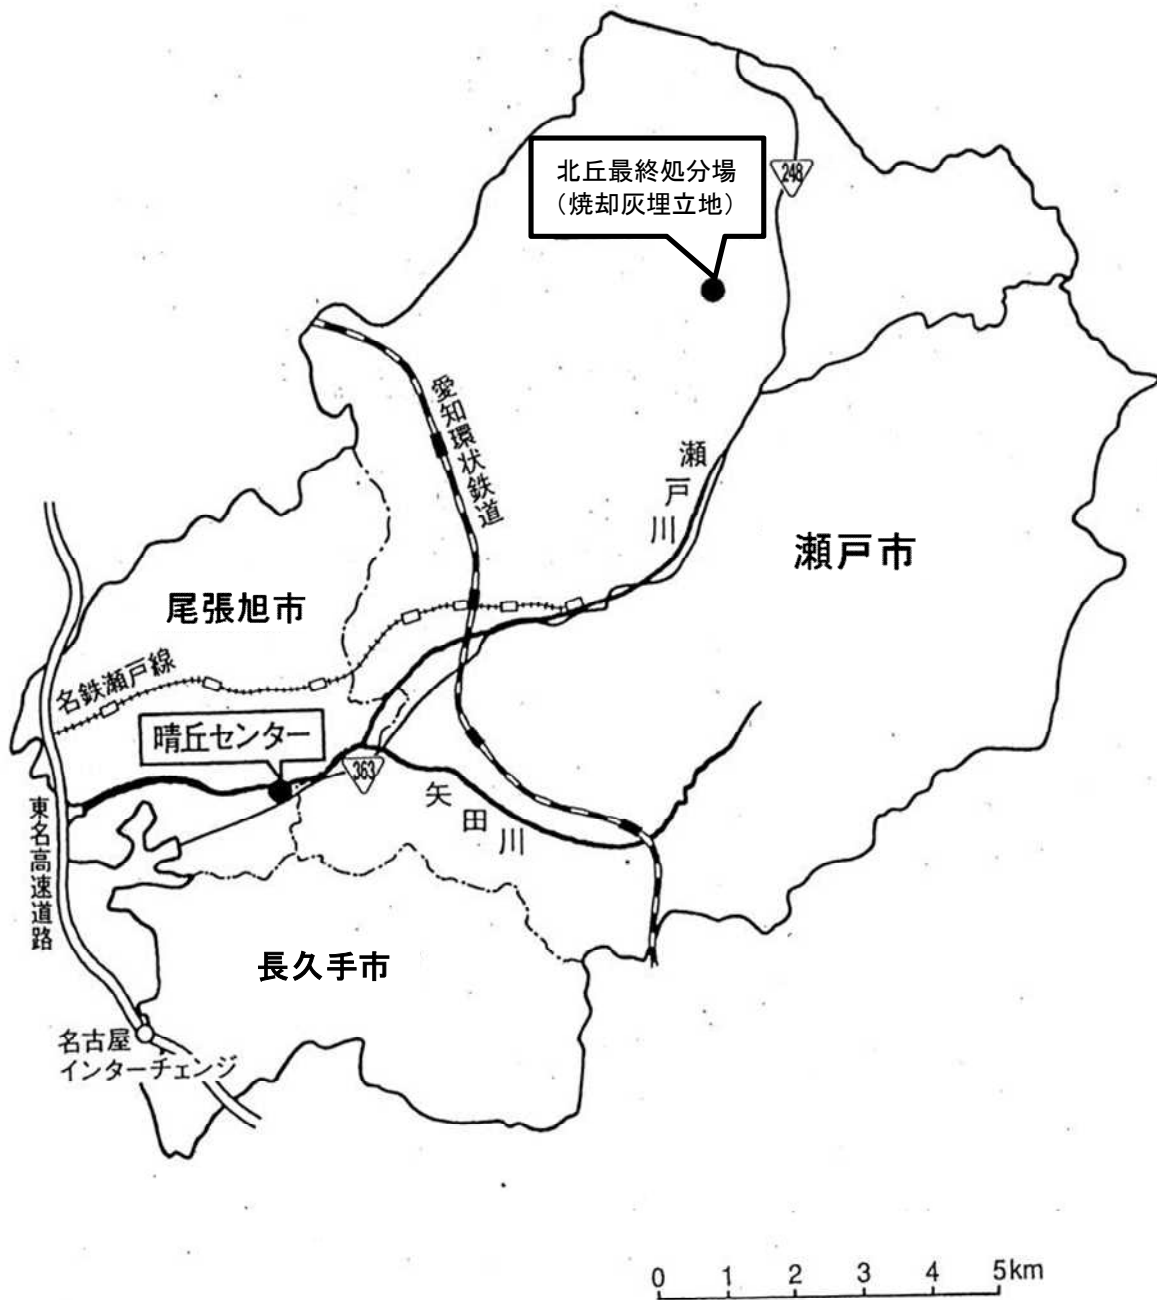 北丘最終処分場
（焼却灰埋立地）
248
愛知環状鉄道
瀬戸川
瀬戸市
尾張旭市
名鉄瀬戸線
晴丘センター
363
矢田川
東名高速道路
長久手市
名古屋
インターチェンジ
0 1 2 3 4 5km